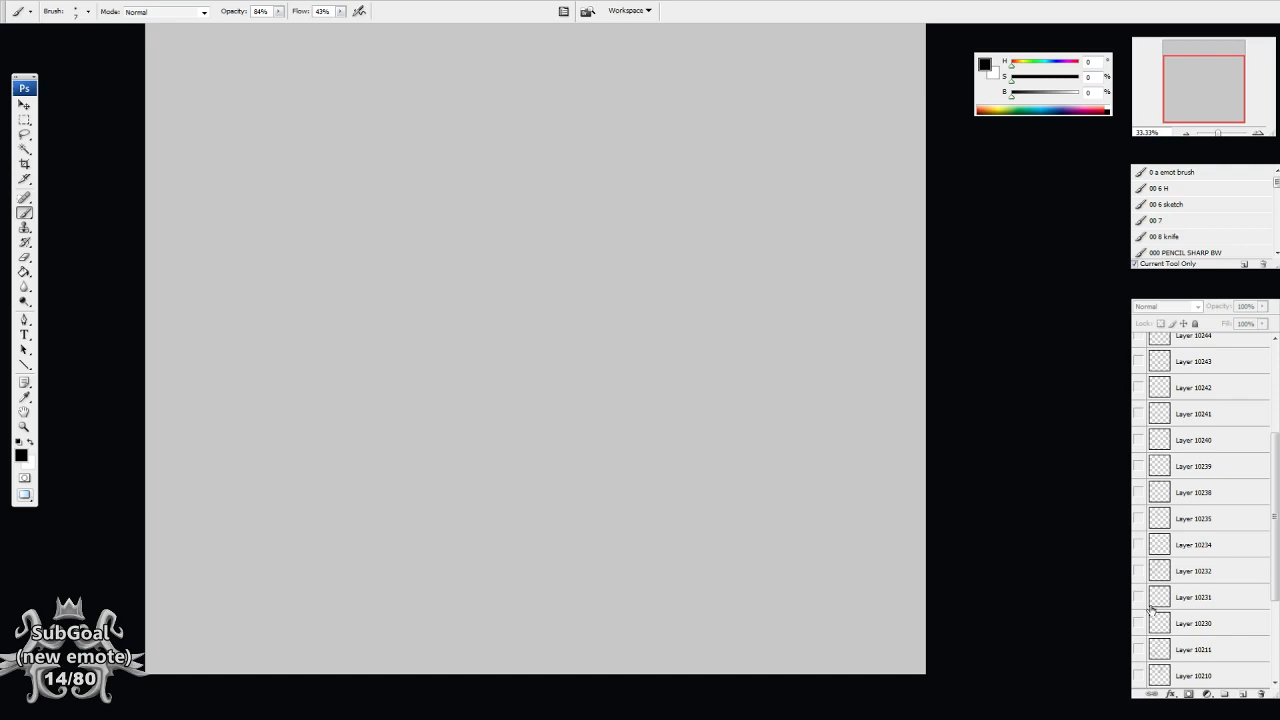 Brush: 7 Mode: Normal Opacity: 84% Flow: 43% Workspace
Ps
H 0 °
S 0 %
B 0 %
33.33%
0 a emot brush
00 6 H
00 6 sketch
00 7
00 8 knife
000 PENCIL SHARP BW
Current Tool Only
Normal Opacity: 100%
Lock: Fill: 100%
Layer 10244
Layer 10243
Layer 10242
Layer 10241
Layer 10240
Layer 10239
Layer 10238
Layer 10235
Layer 10234
Layer 10232
Layer 10231
Layer 10230
Layer 10211
Layer 10210
SubGoal
(new emote)
14/80